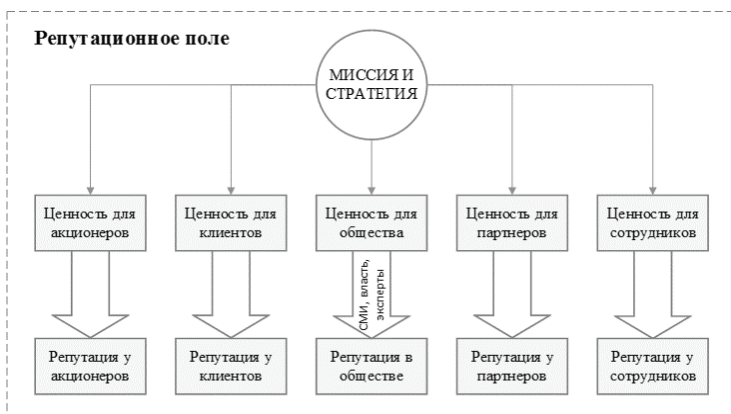 Репутационное поле
МИССИЯ И
СТРАТЕГИЯ
Ценность для
акционеров
Ценность для
клиентов
Ценность для
общества
Ценность для
партнеров
Ценность для
сотрудников
СМИ, власть,
эксперты
Репутация у
акционеров
Репутация у
клиентов
Репутация в
обществе
Репутация у
партнеров
Репутация у
сотрудников